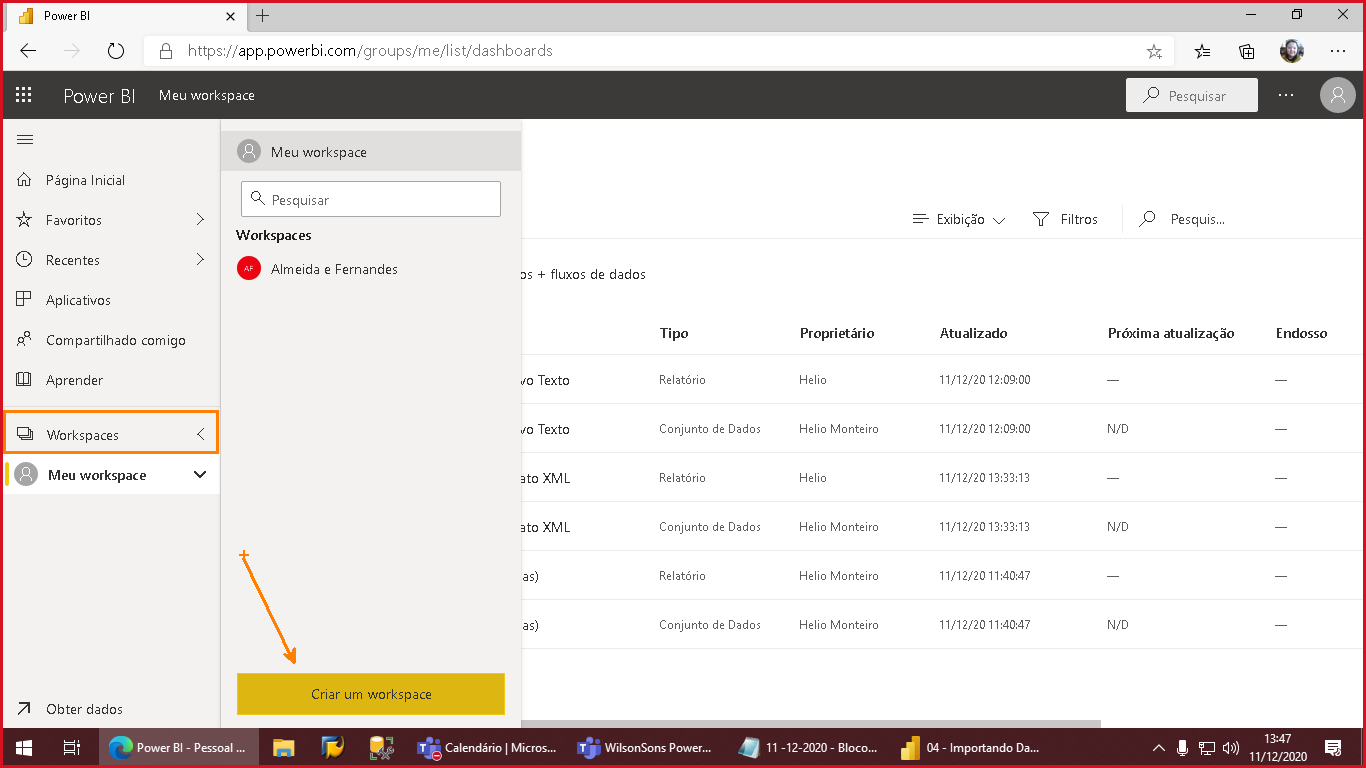 Power BI
https://app.powerbi.com/groups/me/list/dashboards
Power BI Meu workspace Pesquisar
Meu workspace
Página Inicial
Pesquisar
Favoritos
Exibição Filtros Pesquis...
Workspaces
Recentes
AF Almeida e Fernandes
os + fluxos de dados
Aplicativos
Compartilhado comigo
Tipo Proprietário Atualizado Próxima atualização Endosso
Aprender
vo Texto Relatório Helio 11/12/20 12:09:00 — —
Workspaces
vo Texto Conjunto de Dados Helio Monteiro 11/12/20 12:09:00 N/D —
Meu workspace
ato XML Relatório Helio 11/12/20 13:33:13 — —
ato XML Conjunto de Dados Helio Monteiro 11/12/20 13:33:13 N/D —
as) Relatório Helio Monteiro 11/12/20 11:40:47 — —
as) Conjunto de Dados Helio Monteiro 11/12/20 11:40:47 N/D —
Criar um workspace
Obter dados
Power BI - Pessoal ... Calendário | Micros... WilsonSons Power... 11 -12-2020 - Bloco... 04 - Importando Da...
13:47
11/12/2020